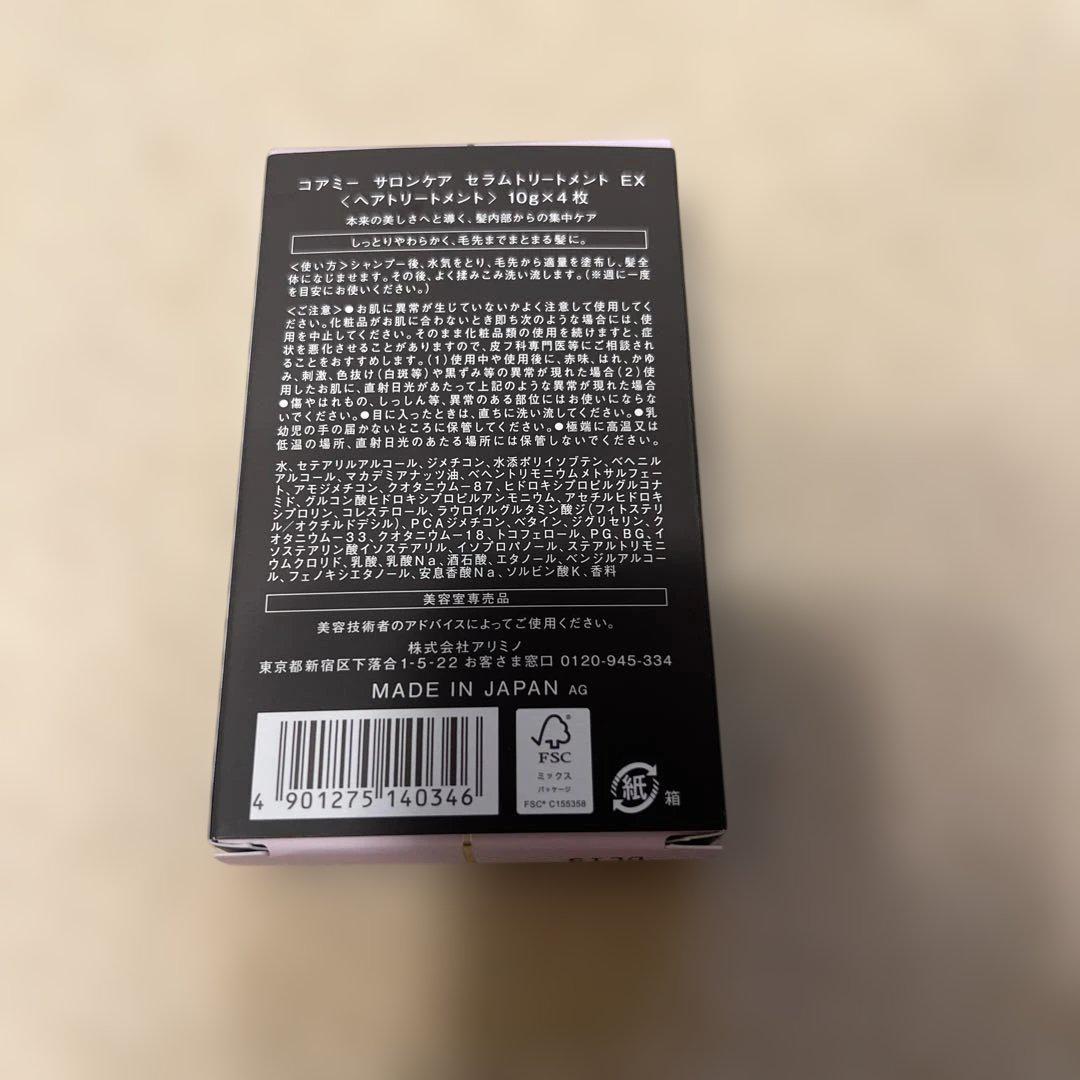 コアミー サロンケア セラムトリートメント EX
〈ヘアトリートメント〉 10g×4枚
本来の美しさへと導く、髪内部からの集中ケア
しっとりやわらかく、毛先までまとまる髪に。
〈使い方〉シャンプー後、水気をとり、毛先から適量を塗布し、髪全
体になじませます。その後、よく揉みこみ洗い流します。(※週に一度
を目安にお使いください。)
〈ご注意〉●お肌に異常が生じていないかよく注意して使用してく
ださい。化粧品がお肌に合わないとき即ち次のような場合には、使
用を中止してください。そのまま化粧品類の使用を続けますと、症
状を悪化させることがありますので、皮フ科専門医等にご相談され
ることをおすすめします。(1)使用中や使用後に、赤味、はれ、かゆ
み、刺激、色抜け(白斑等)や黒ずみ等の異常が現れた場合(2)使
用したお肌に、直射日光があたって上記のような異常が現れた場合
●傷やはれもの、しっしん等、異常のある部位にはお使いにならな
いでください。●目に入ったときは、直ちに洗い流してください。●乳
幼児の手の届かないところに保管してください。●極端に高温又は
低温の場所、直射日光のあたる場所には保管しないでください。
水、セテアリルアルコール、ジメチコン、水添ポリイソブテン、ベヘニル
アルコール、マカデミアナッツ油、ベヘントリモニウムメトサルフェー
ト、アモジメチコン、クオタニウム－87、ヒドロキシプロピルグルコナ
ミド、グルコン酸ヒドロキシプロピルアンモニウム、アセチルヒドロキ
シプロリン、コレステロール、ラウロイルグルタミン酸ジ(フィトステリ
ル／オクチルドデシル)、PCAジメチコン、ベタイン、ジグリセリン、ク
オタニウム－33、クオタニウム－18、トコフェロール、PG、BG、イ
ソステアリン酸イソステアリル、イソプロパノール、ステアルトリモニ
ウムクロリド、乳酸、乳酸Na、酒石酸、エタノール、ベンジルアルコー
ル、フェノキシエタノール、安息香酸Na、ソルビン酸K、香料
美容室専売品
美容技術者のアドバイスによってご使用ください。
株式会社アリミノ
東京都新宿区下落合1-5-22 お客さま窓口 0120-945-334
MADE IN JAPAN AG
4 901275 140346
FSC
ミックス
パッケージ
FSC® C155358
紙 箱